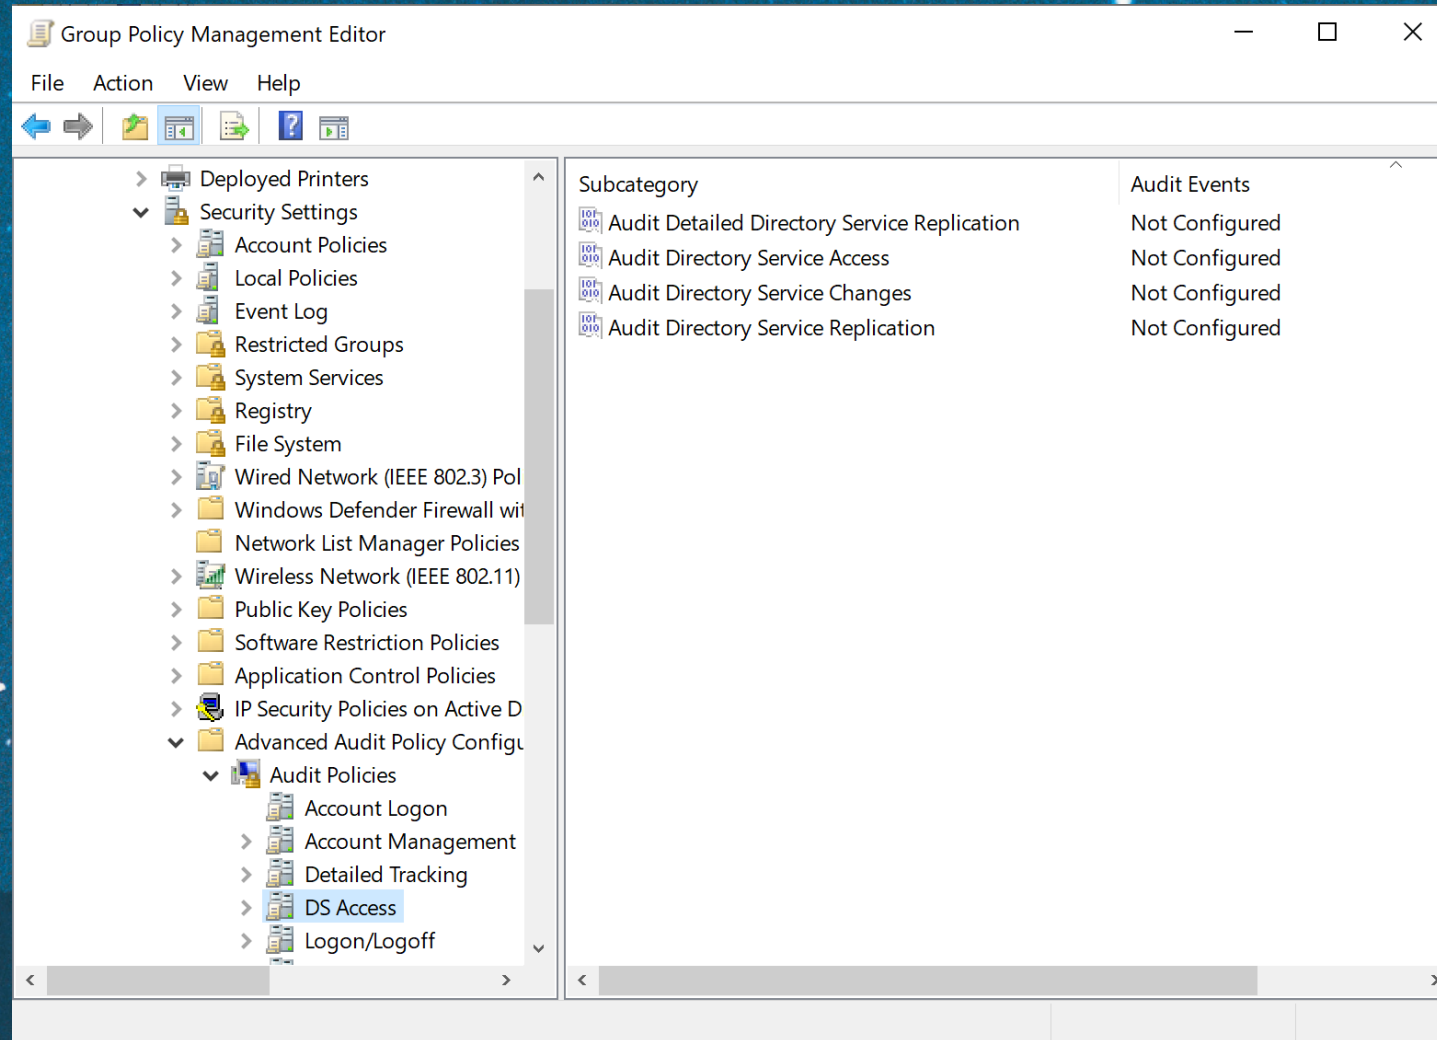 Group Policy Management Editor
File Action View Help
Deployed Printers
Security Settings
Account Policies
Local Policies
Event Log
Restricted Groups
System Services
Registry
File System
Wired Network (IEEE 802.3) Pol
Windows Defender Firewall wit
Network List Manager Policies
Wireless Network (IEEE 802.11)
Public Key Policies
Software Restriction Policies
Application Control Policies
IP Security Policies on Active D
Advanced Audit Policy Configu
Audit Policies
Account Logon
Account Management
Detailed Tracking
DS Access
Logon/Logoff
Subcategory Audit Events
Audit Detailed Directory Service Replication Not Configured
Audit Directory Service Access Not Configured
Audit Directory Service Changes Not Configured
Audit Directory Service Replication Not Configured